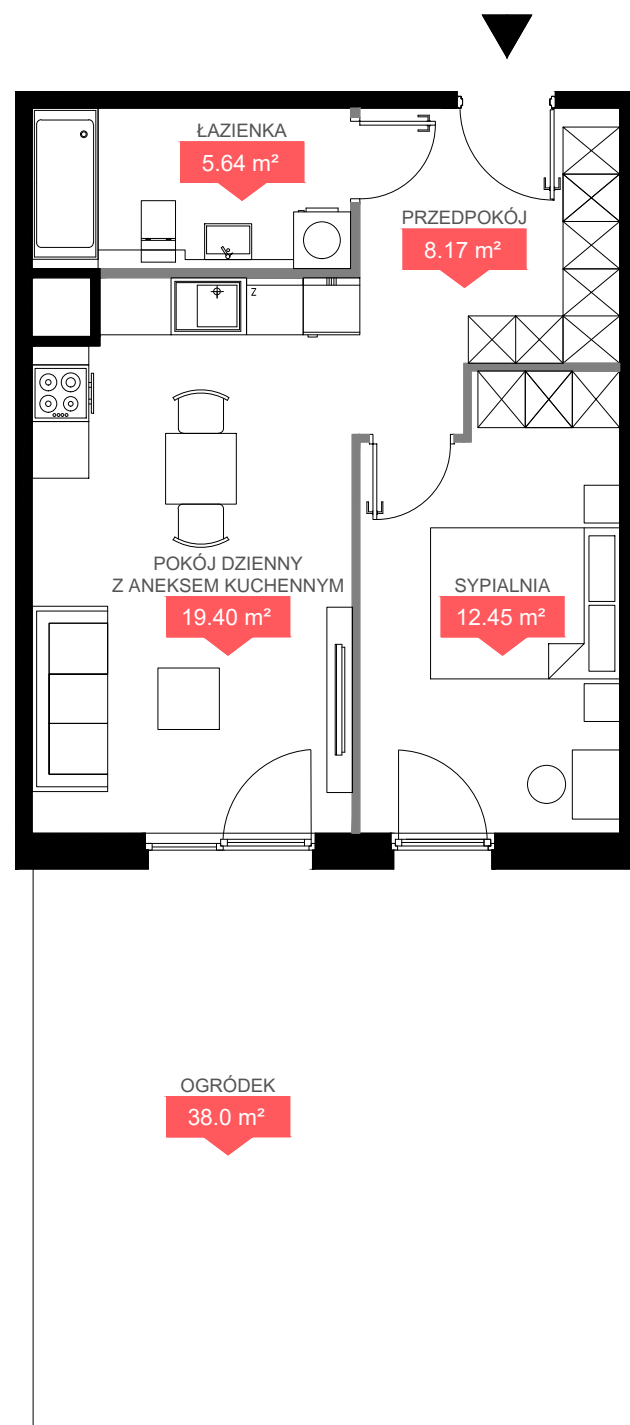 ŁAZIENKA
5.64 m²
PRZEDPOKÓJ
8.17 m²
Z
POKÓJ DZIENNY
Z ANEKSEM KUCHENNYM
19.40 m²
SYPIALNIA
12.45 m²
OGRÓDEK
38.0 m²